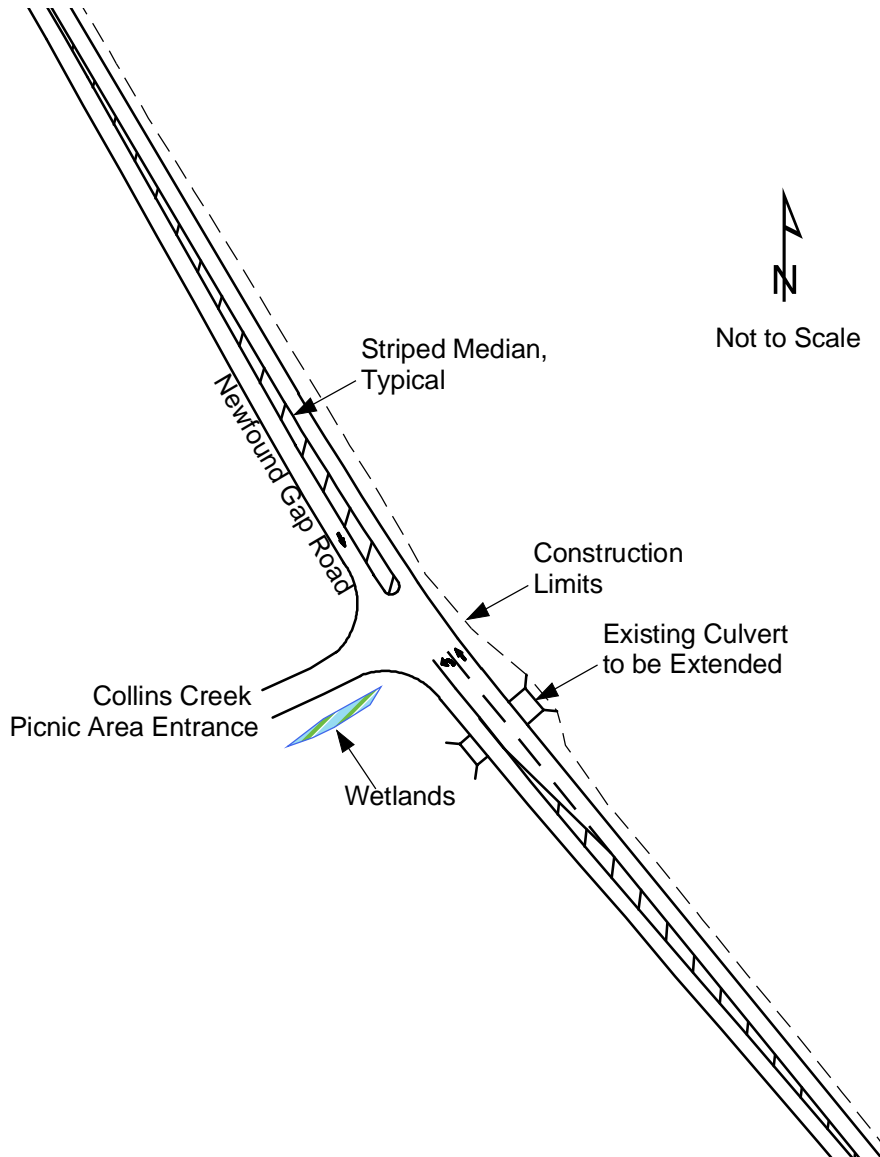 N
Not to Scale
Striped Median,
Typical
Newfound Gap Road
Construction
Limits
Existing Culvert
to be Extended
Collins Creek
Picnic Area Entrance
Wetlands